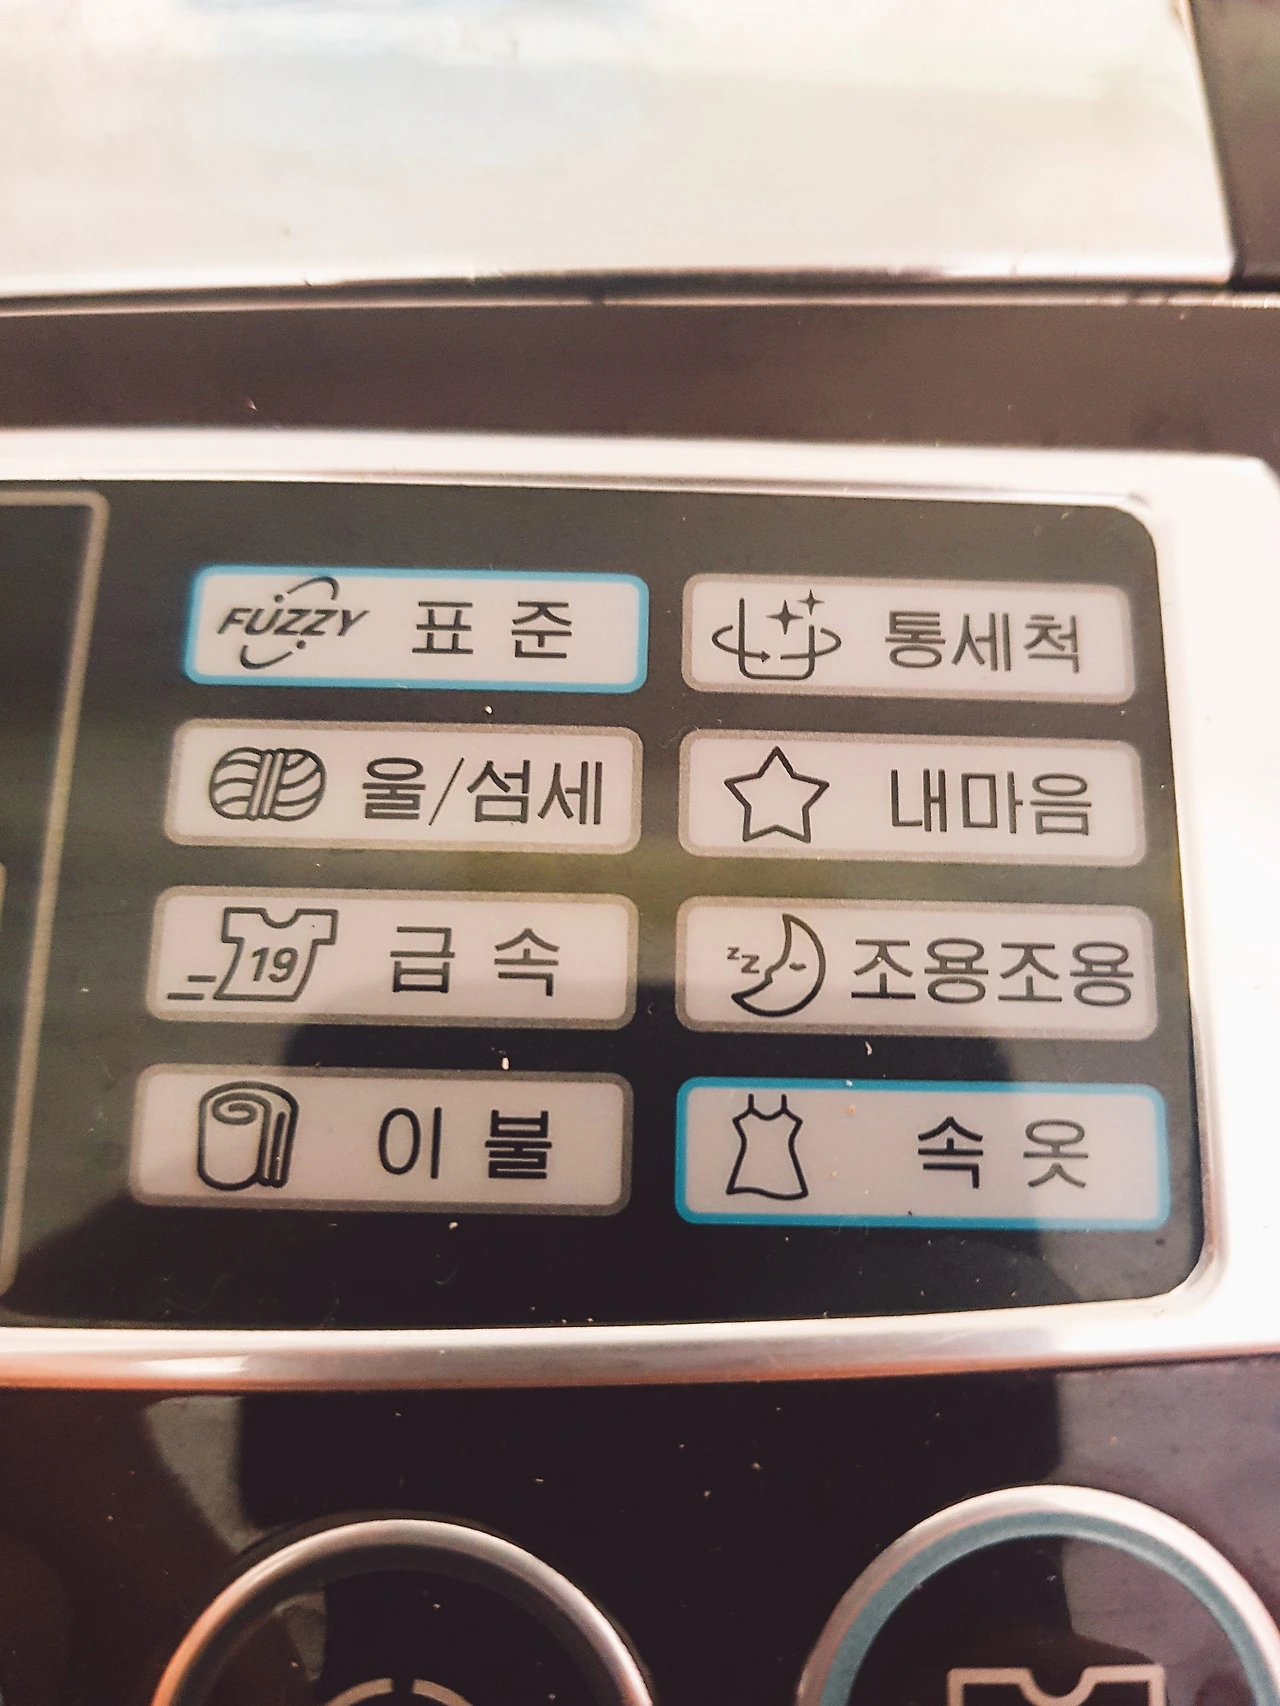 FUZZY 표 준
통세척
울/섬세
내마음
19 급 속
zz 조용조용
이 불
속 옷